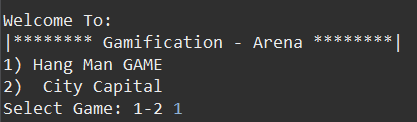 Welcome To:
|******** Gamification - Arena ********|
1) Hang Man GAME
2)  City Capital
Select Game: 1-2 1